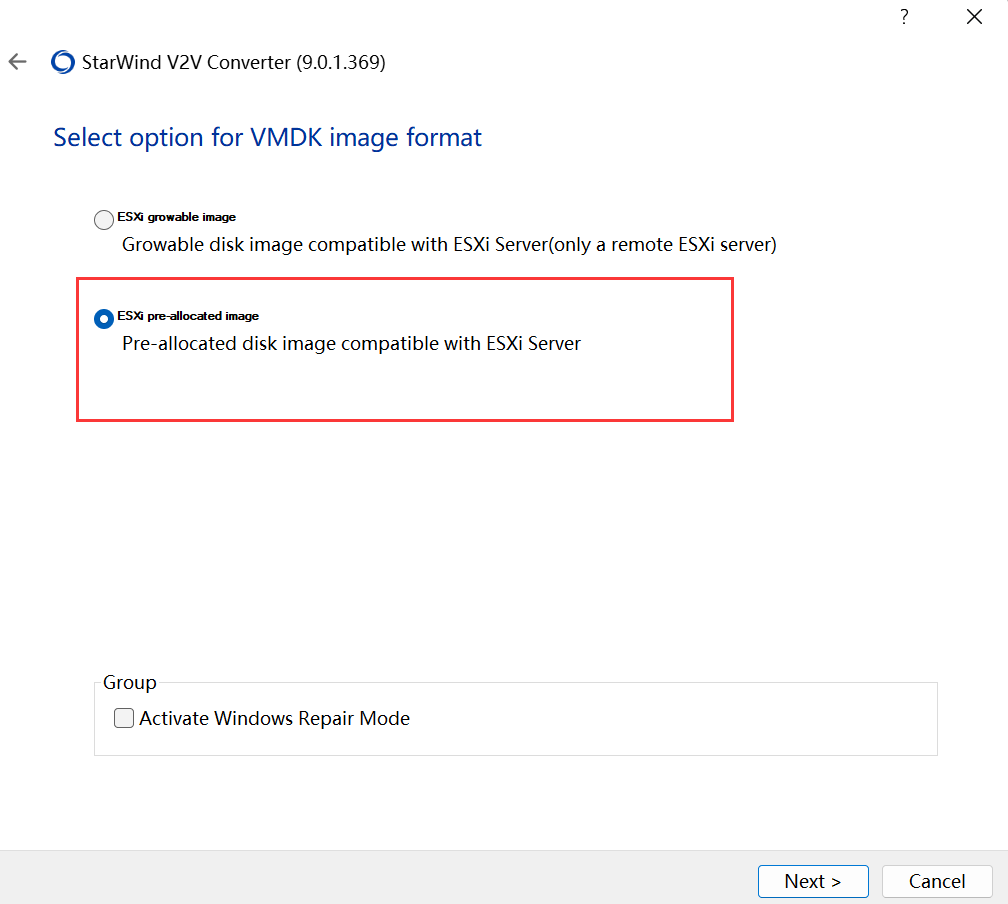 ?
StarWind V2V Converter (9.0.1.369)
Select option for VMDK image format
ESXi growable image
Growable disk image compatible with ESXi Server(only a remote ESXi server)
ESXi pre-allocated image
Pre-allocated disk image compatible with ESXi Server
Group
Activate Windows Repair Mode
Next >
Cancel